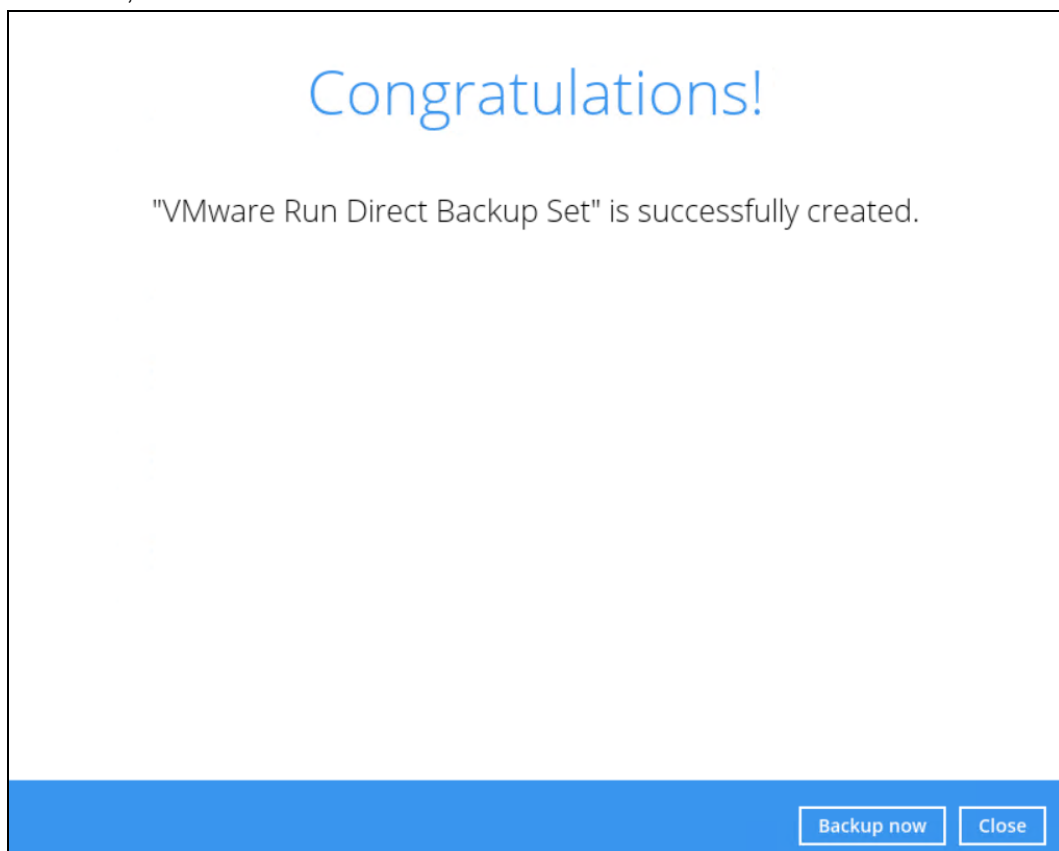 Congratulations!
"VMware Run Direct Backup Set" is successfully created.
Backup now
Close